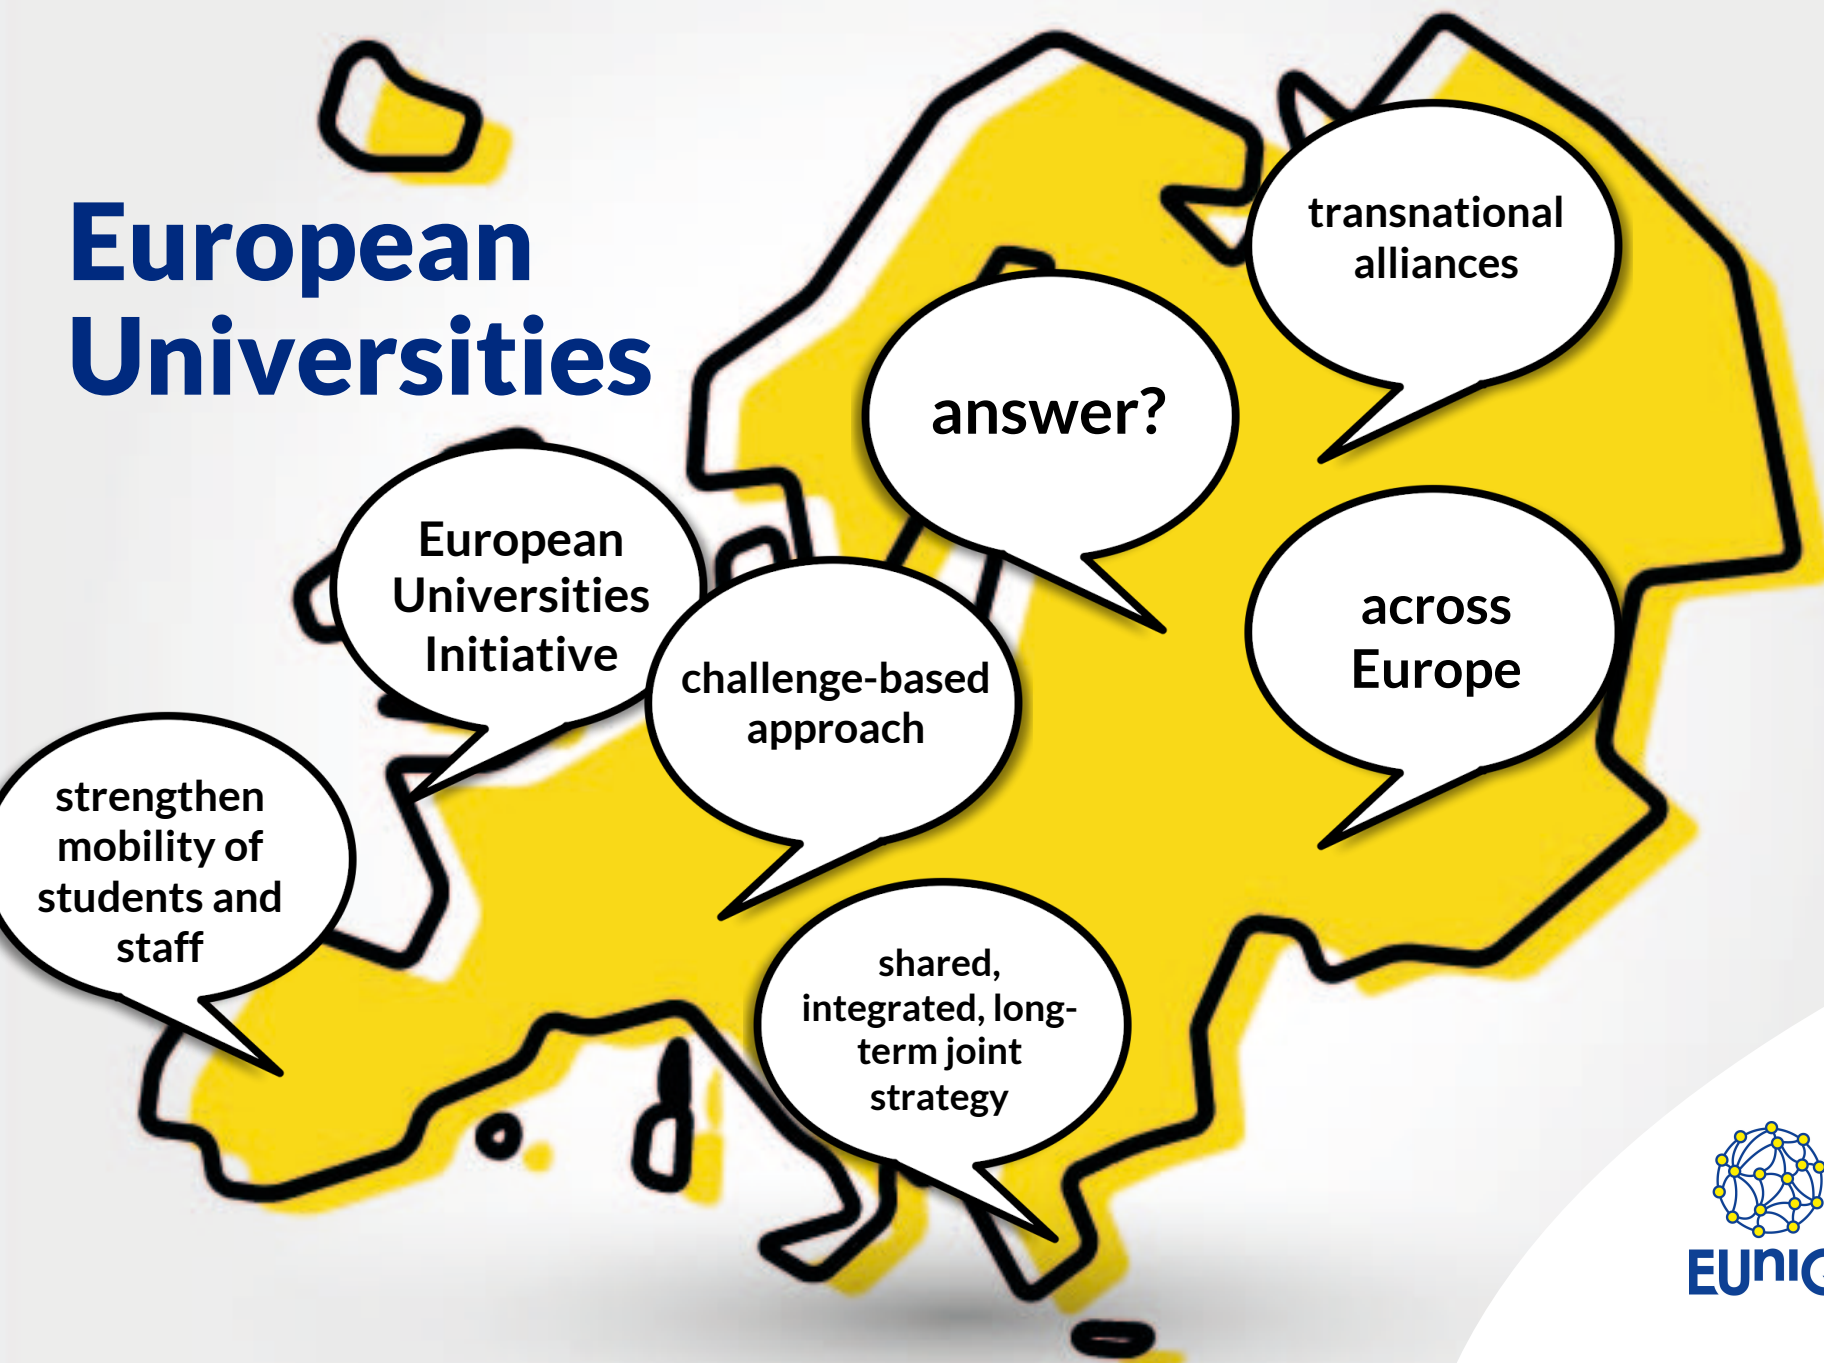 European
Universities
transnational
alliances
answer?
European
Universities
Initiative
across
Europe
challenge-based
approach
strengthen
mobility of
students and
staff
shared,
integrated, long-
term joint
strategy